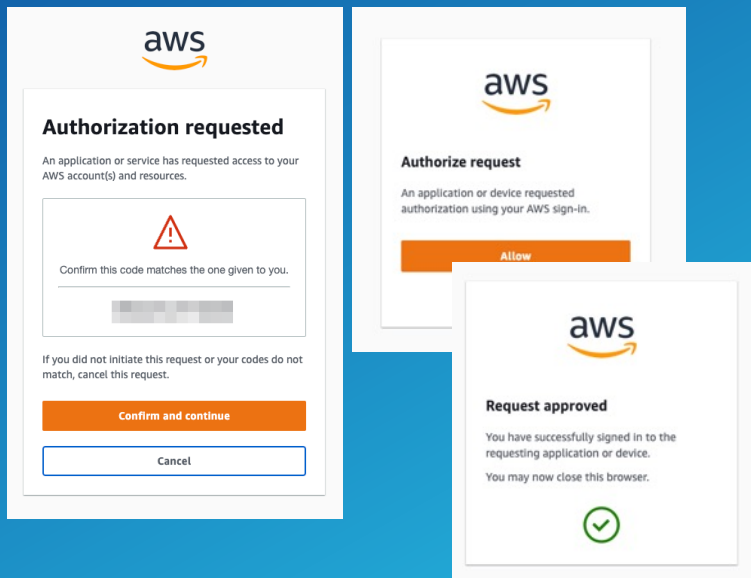 aws
Authorization requested
An application or service has requested access to your
AWS account(s) and resources.
Confirm this code matches the one given to you.
If you did not initiate this request or your codes do not
match, cancel this request.
Confirm and continue
Cancel
aws
Authorize request
An application or device requested
authorization using your AWS sign-in.
Allow
aws
Request approved
You have successfully signed in to the
requesting application or device.
You may now close this browser.